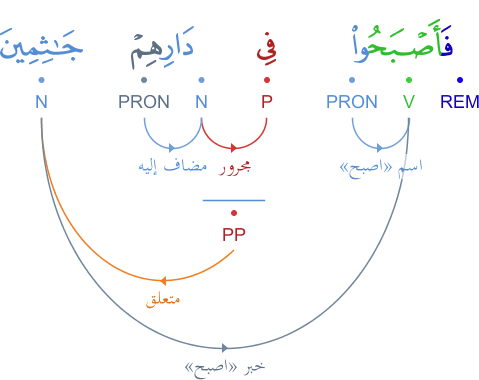 فَأَصْبَحُوا۟ فِى دَارِهِمْ جَـٰثِمِينَ
REM V PRON P N PRON N
اسم «اصبح» مجرور مضاف إليه
PP
متعلق
خبر «اصبح»